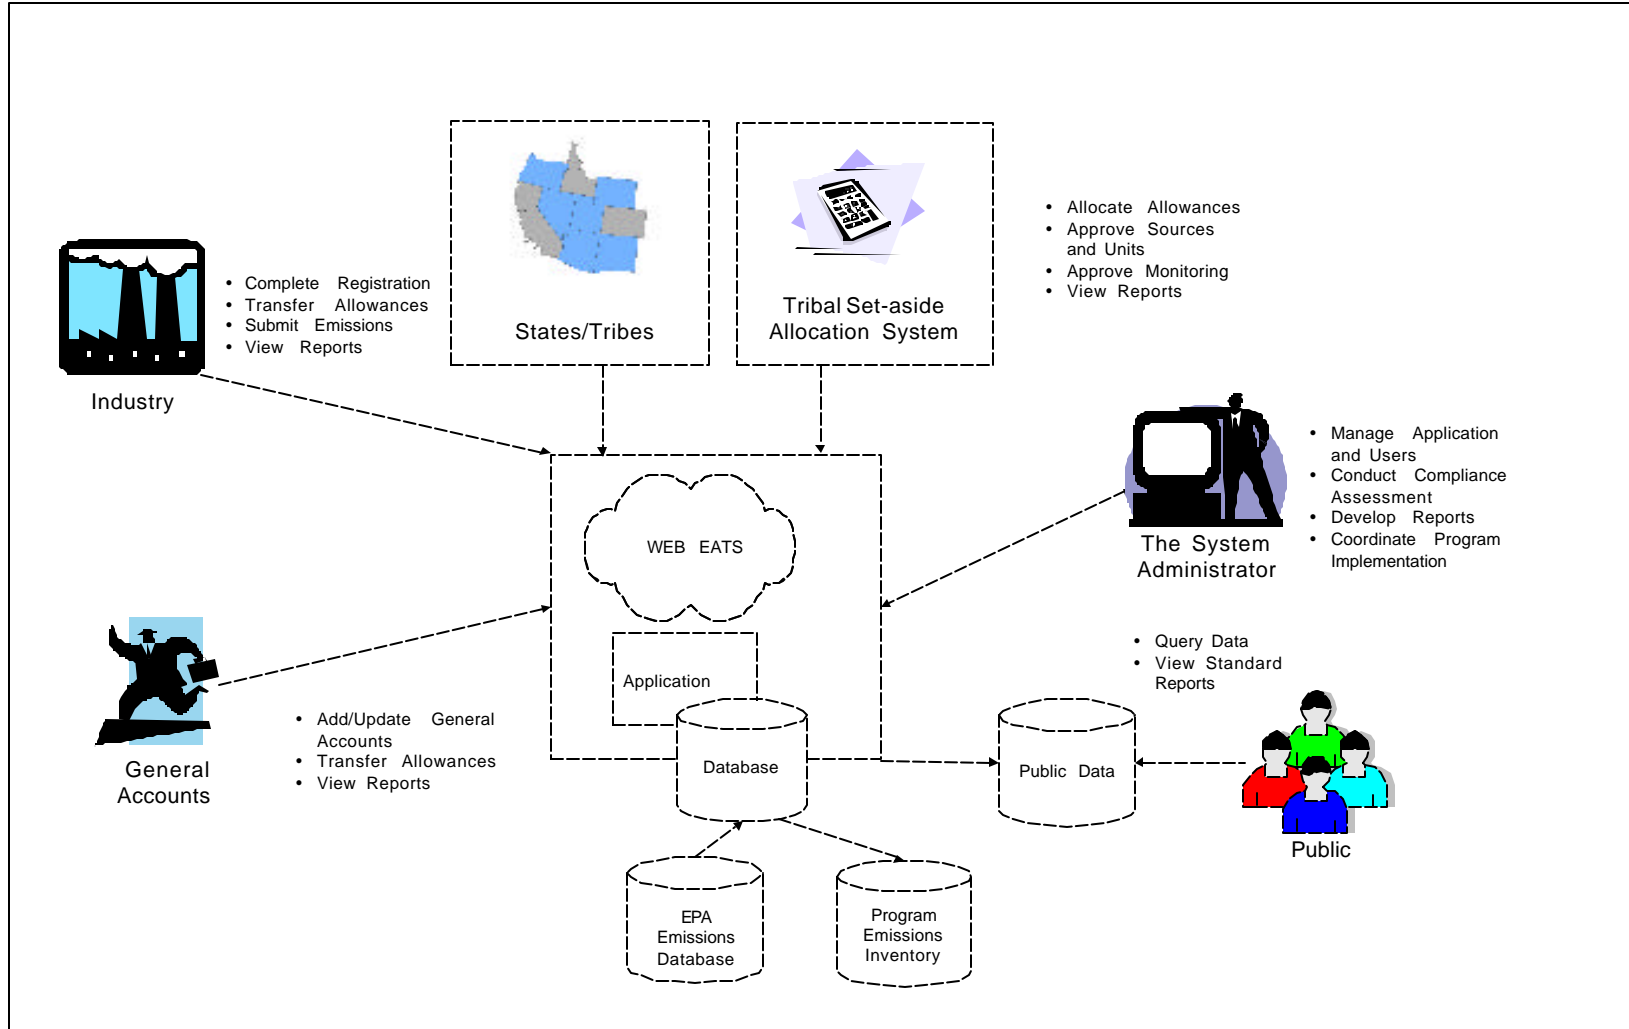 States/Tribes
Tribal Set-aside
Allocation System
• Allocate Allowances
• Approve Sources
and Units
• Approve Monitoring
• View Reports
• Complete Registration
• Transfer Allowances
• Submit Emissions
• View Reports
Industry
• Manage Application
and Users
• Conduct Compliance
Assessment
• Develop Reports
• Coordinate Program
Implementation
The System
Administrator
WEB EATS
Application
Database
General
Accounts
• Add/Update General
Accounts
• Transfer Allowances
• View Reports
• Query Data
• View Standard
Reports
Public Data
Public
EPA
Emissions
Database
Program
Emissions
Inventory